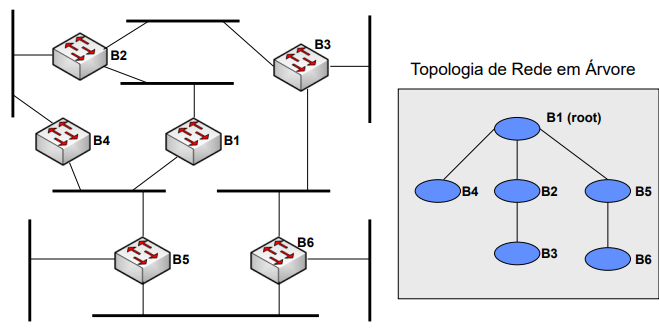 B2
B3
B4
B1
B5
B6
Topologia de Rede em Árvore
B1 (root)
B4
B2
B5
B3
B6